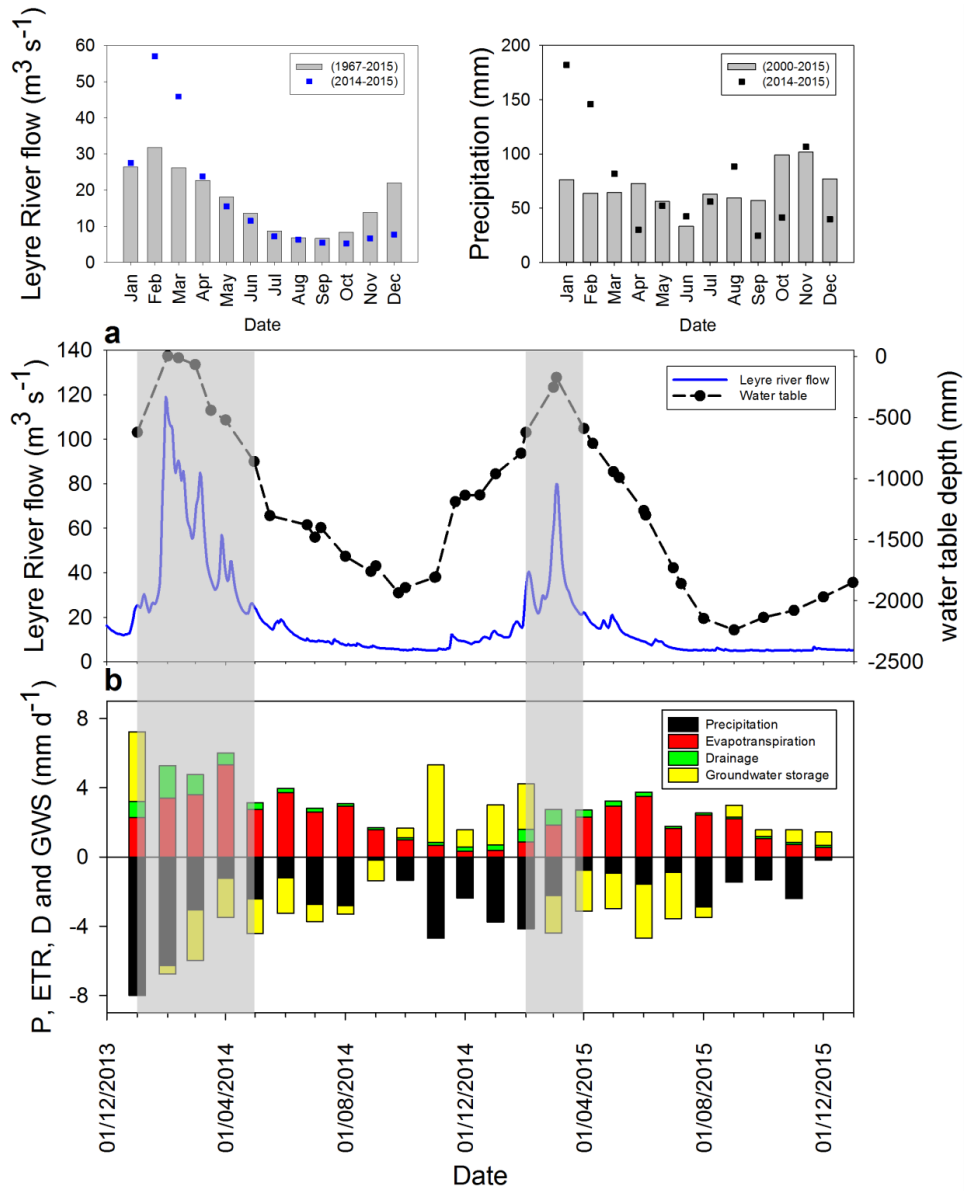 Leyre River flow (m³ s⁻¹)
60
50
40
30
20
10
0
(1967-2015)
(2014-2015)
Jan
Feb
Mar
Apr
May
Jun
Jul
Aug
Sep
Oct
Nov
Dec
Date
Precipitation (mm)
200
150
100
50
0
(2000-2015)
(2014-2015)
Jan
Feb
Mar
Apr
May
Jun
Jul
Aug
Sep
Oct
Nov
Dec
Date
a
Leyre River flow (m³ s⁻¹)
140
120
100
80
60
40
20
0
Leyre river flow
Water table
0
-500
-1000
-1500
-2000
-2500
water table depth (mm)
b
P, ETR, D and GWS (mm d⁻¹)
8
4
0
-4
-8
Precipitation
Evapotranspiration
Drainage
Groundwater storage
01/12/2013
01/04/2014
01/08/2014
01/12/2014
01/04/2015
01/08/2015
01/12/2015
Date